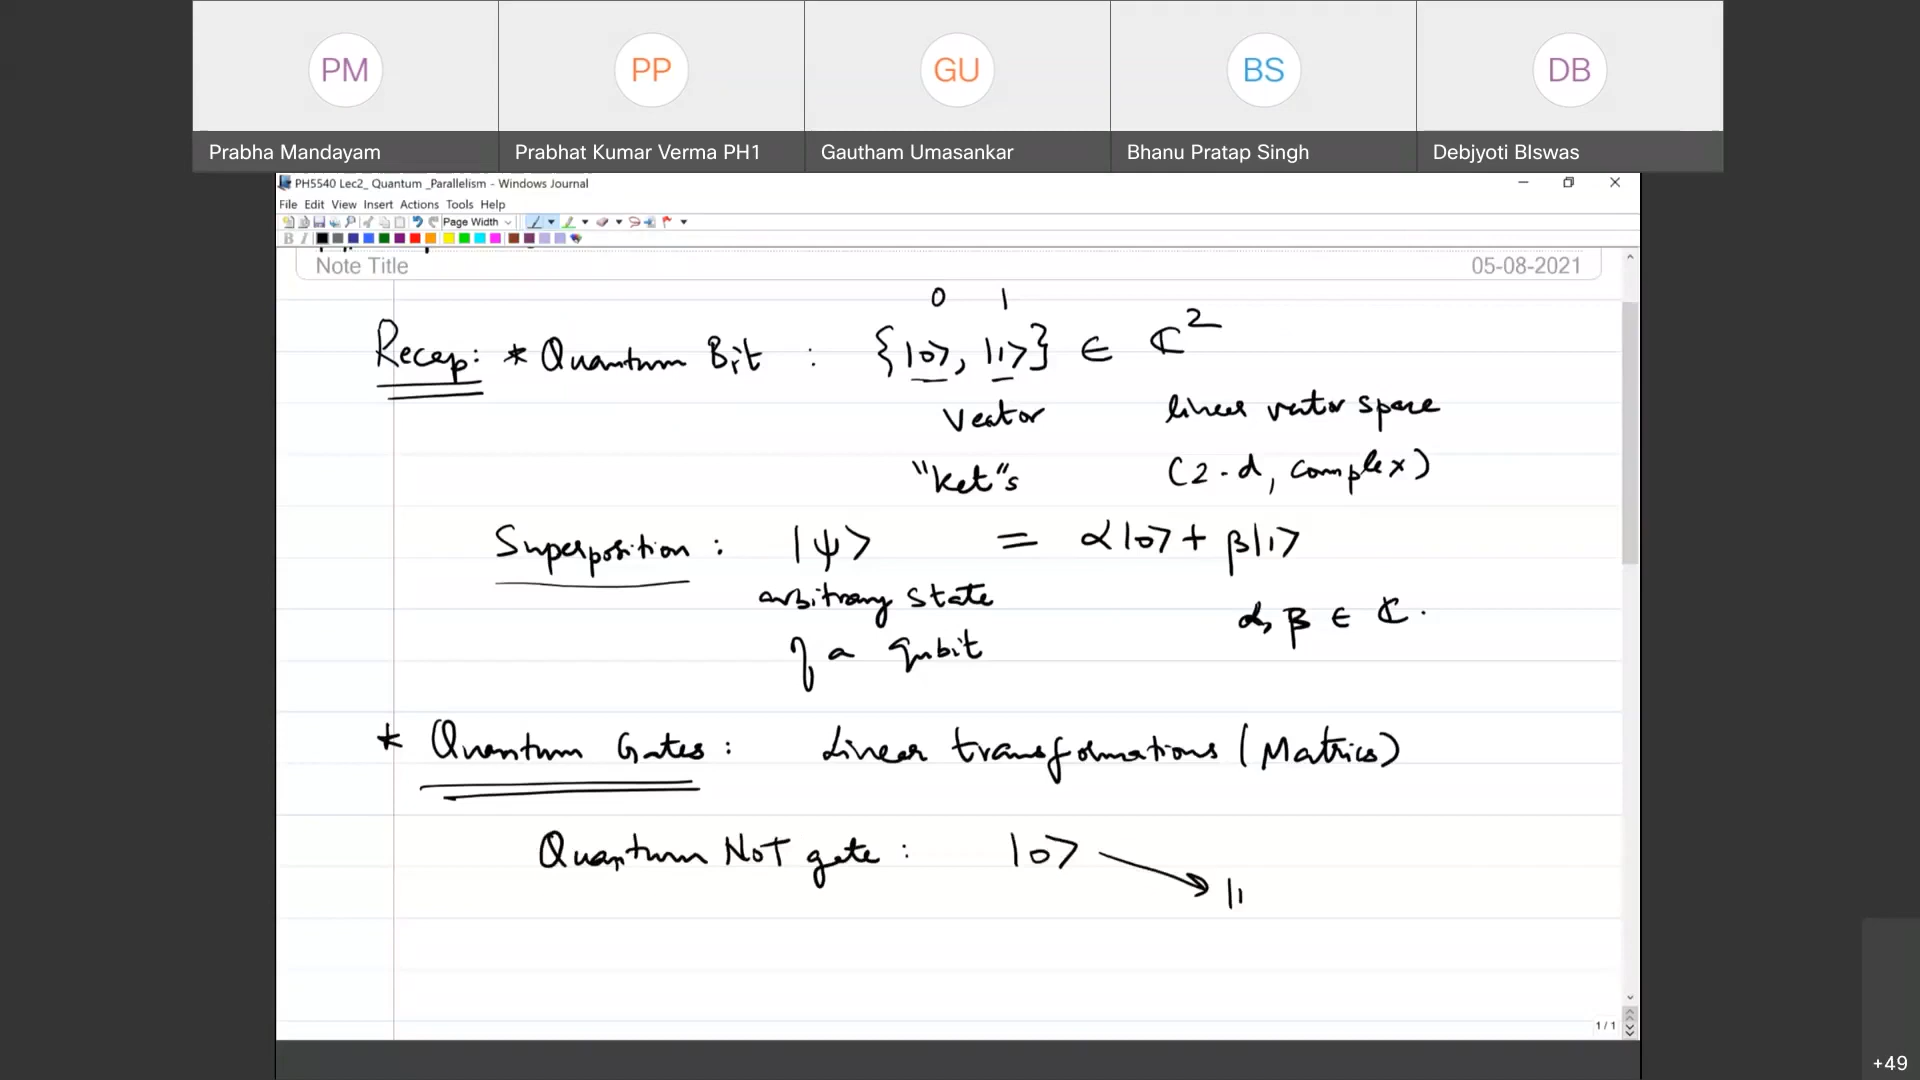 PM PP GU BS DB
Prabha Mandayam Prabhat Kumar Verma PH1 Gautham Umasankar Bhanu Pratap Singh Debjyoti BIswas
PH5540 Lec2_ Quantum _Parallelism - Windows Journal
File Edit View Insert Actions Tools Help
Page Width
B I
Note Title 05-08-2021
0 1
Recap: * Quantum Bit : {|0>, |1>} ∈ ℂ²
Vector linear vector space
"Ket"s (2-d, complex)
Superposition : |ψ> = α|0> + β|1>
arbitrary state α, β ∈ ℂ.
of a qubit
* Quantum Gates : Linear transformations (Matrics)
Quantum NOT gate : |0> → |1
1 / 1
+49